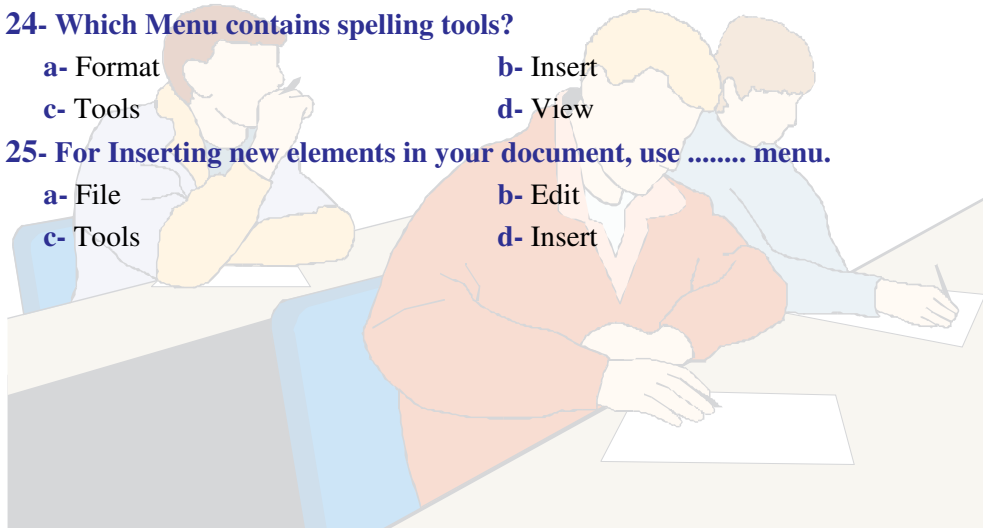 24- Which Menu contains spelling tools?
a- Format b- Insert
c- Tools d- View
25- For Inserting new elements in your document, use ........ menu.
a- File b- Edit
c- Tools d- Insert